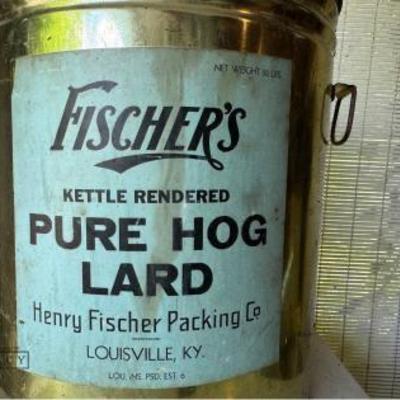 NET WEIGHT 50 LBS.
FISCHER'S
KETTLE RENDERED
PURE HOG
LARD
Henry Fischer Packing Co
LOUISVILLE, KY.
LOU. INS. PSD. EST. 6